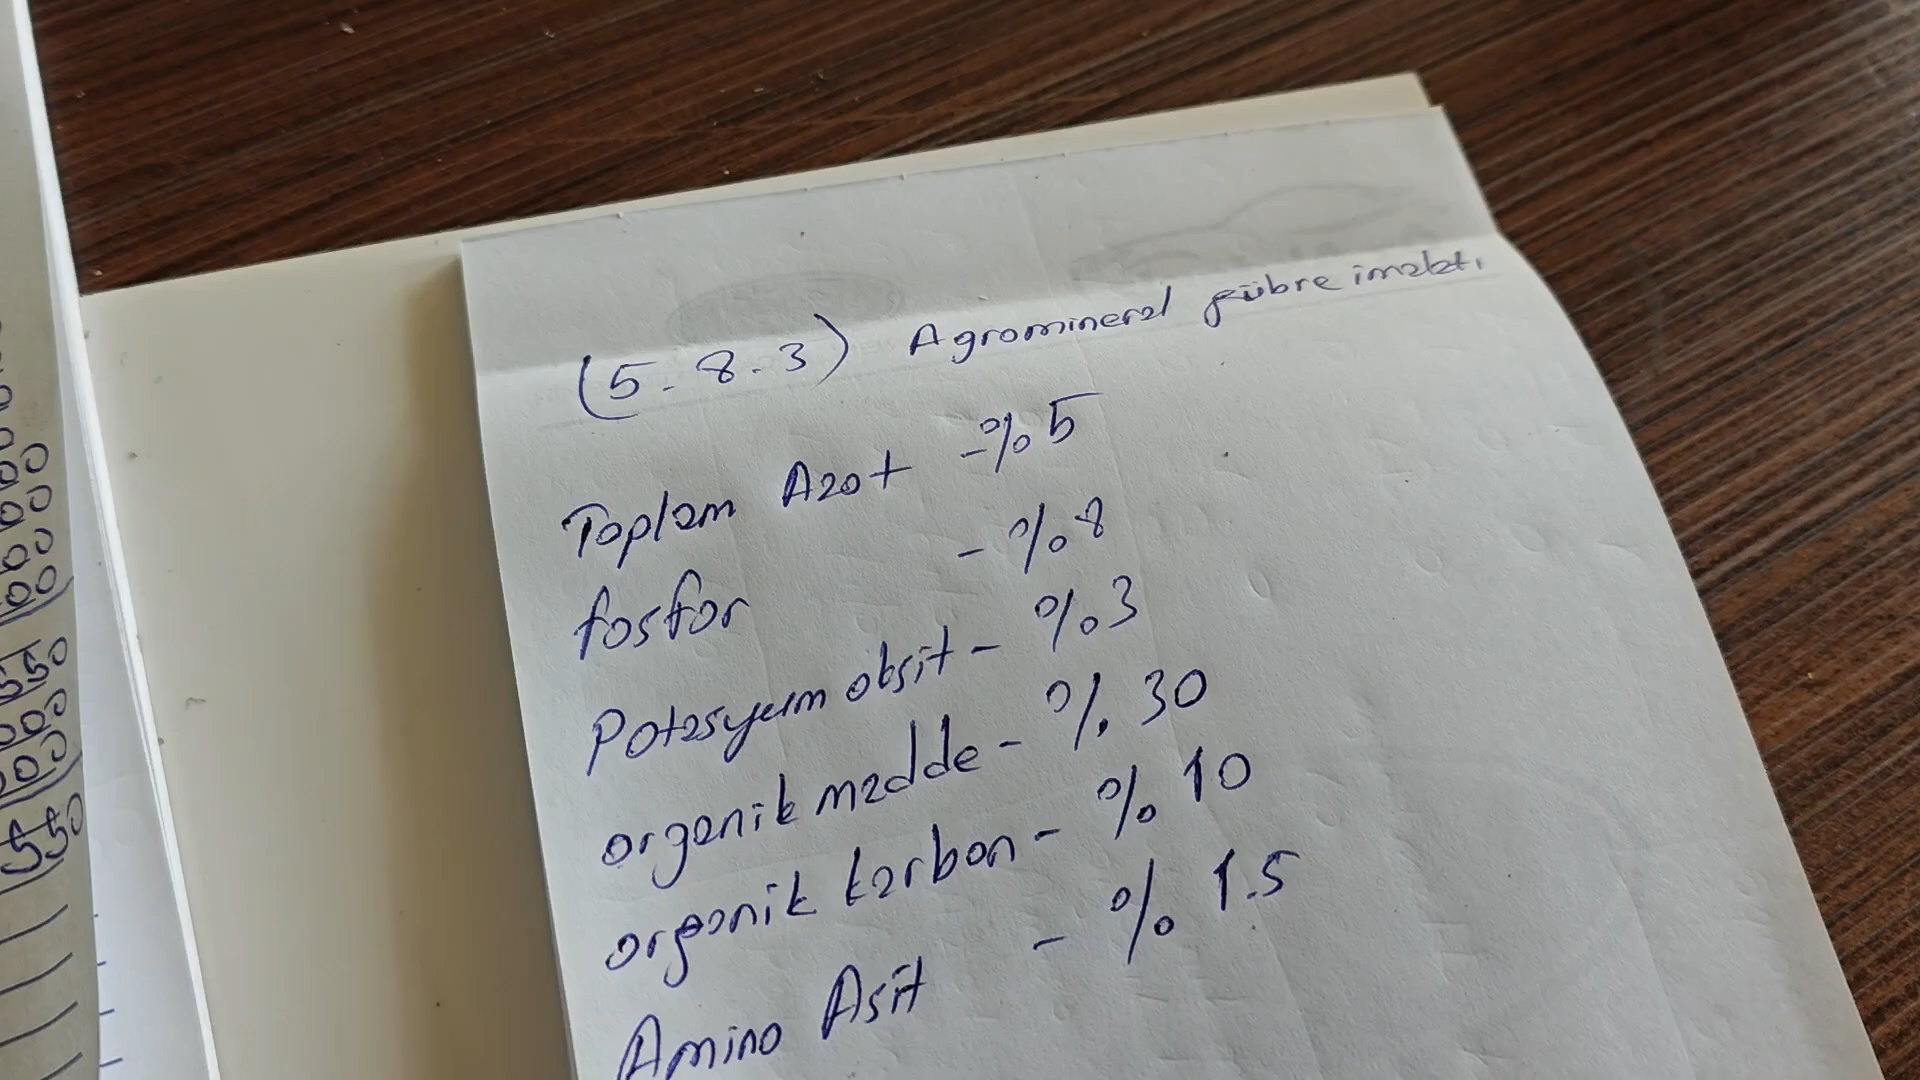 (5.8.3) Agromineral gübre imalatı
Toplam Azot - %5
fosfor - %8
Potasyum oksit - %3
organik madde - %30
organik karbon - %10
Amino Asit - %1.5